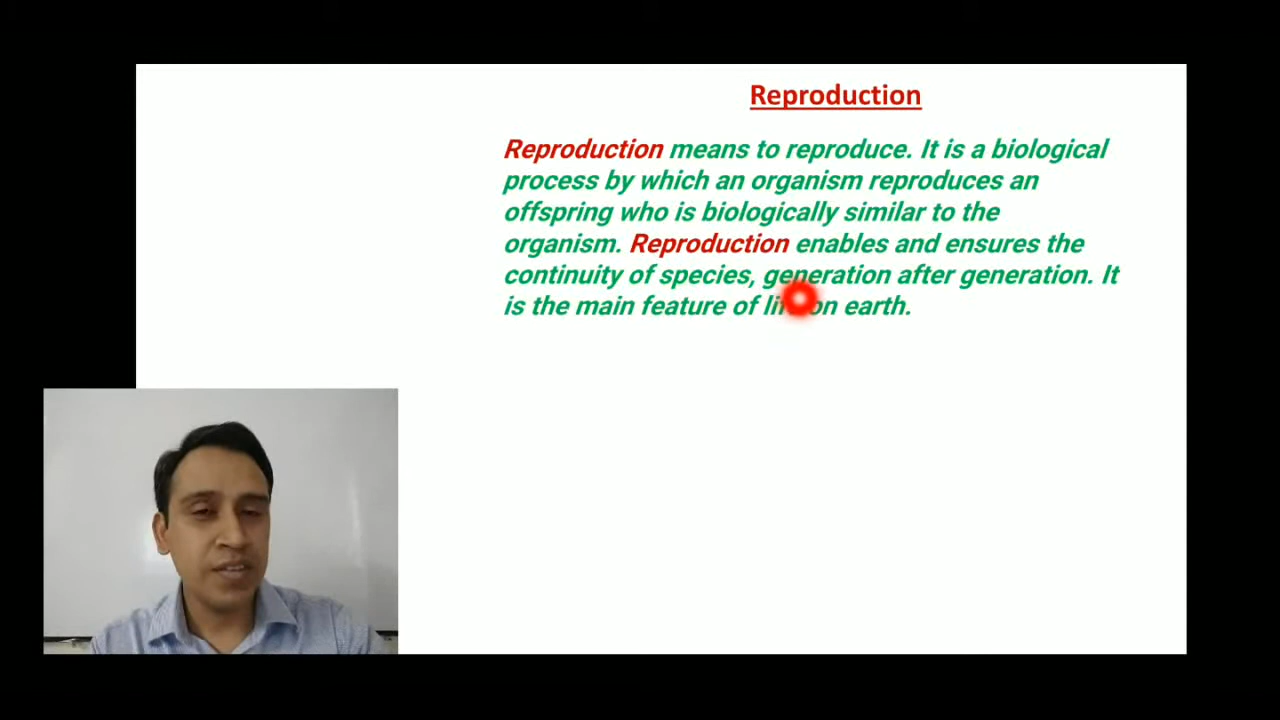 Reproduction
Reproduction means to reproduce. It is a biological
process by which an organism reproduces an
offspring who is biologically similar to the
organism. Reproduction enables and ensures the
continuity of species, generation after generation. It
is the main feature of life on earth.